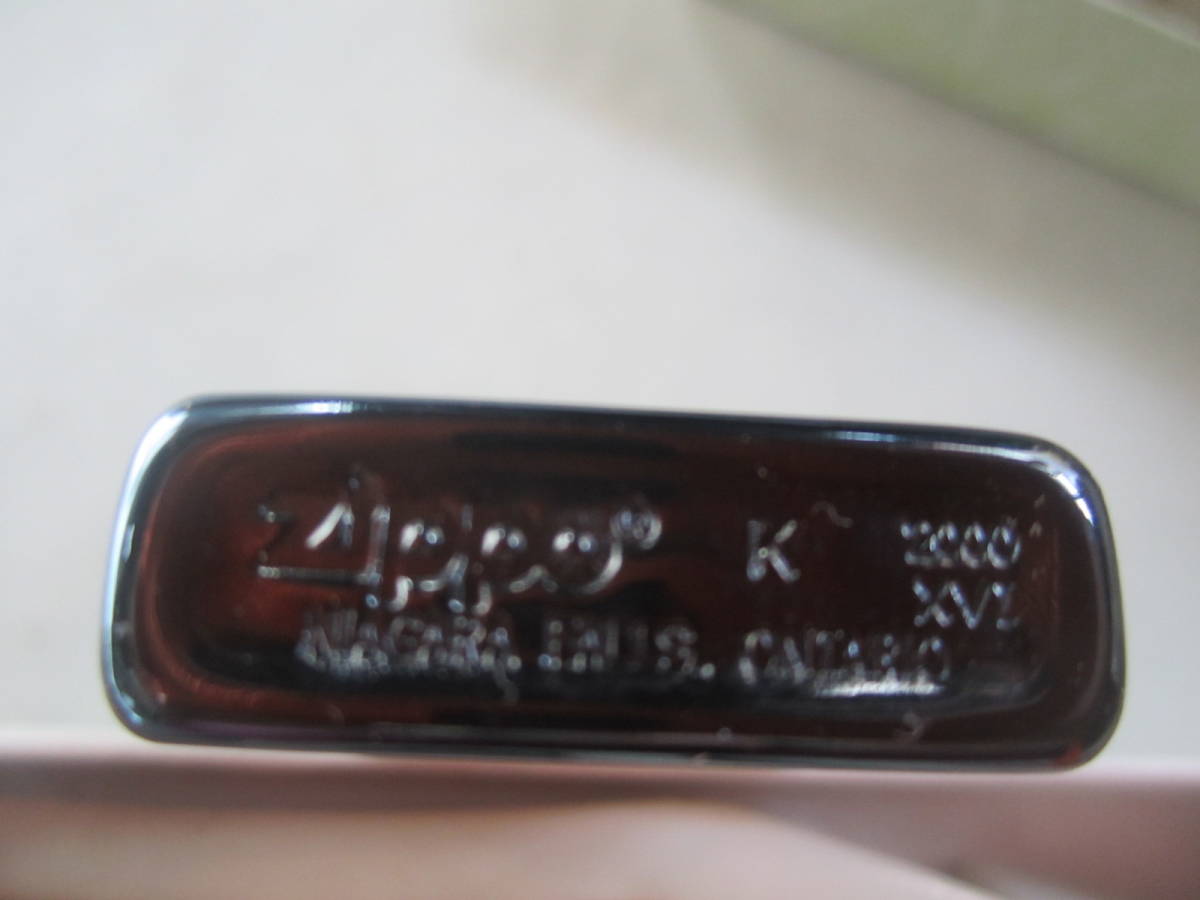 Zippo® K 2000
XVI
NIAGARA FALLS, ONTARIO